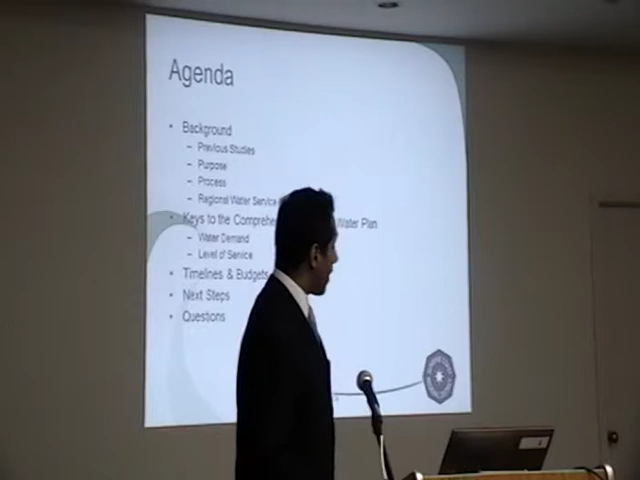 Agenda
• Background
– Previous Studies
– Purpose
– Process
– Regional Water Service
• Keys to the Comprehe Water Plan
– Water Demand
– Level of Service
• Timelines & Budgets
• Next Steps
• Questions